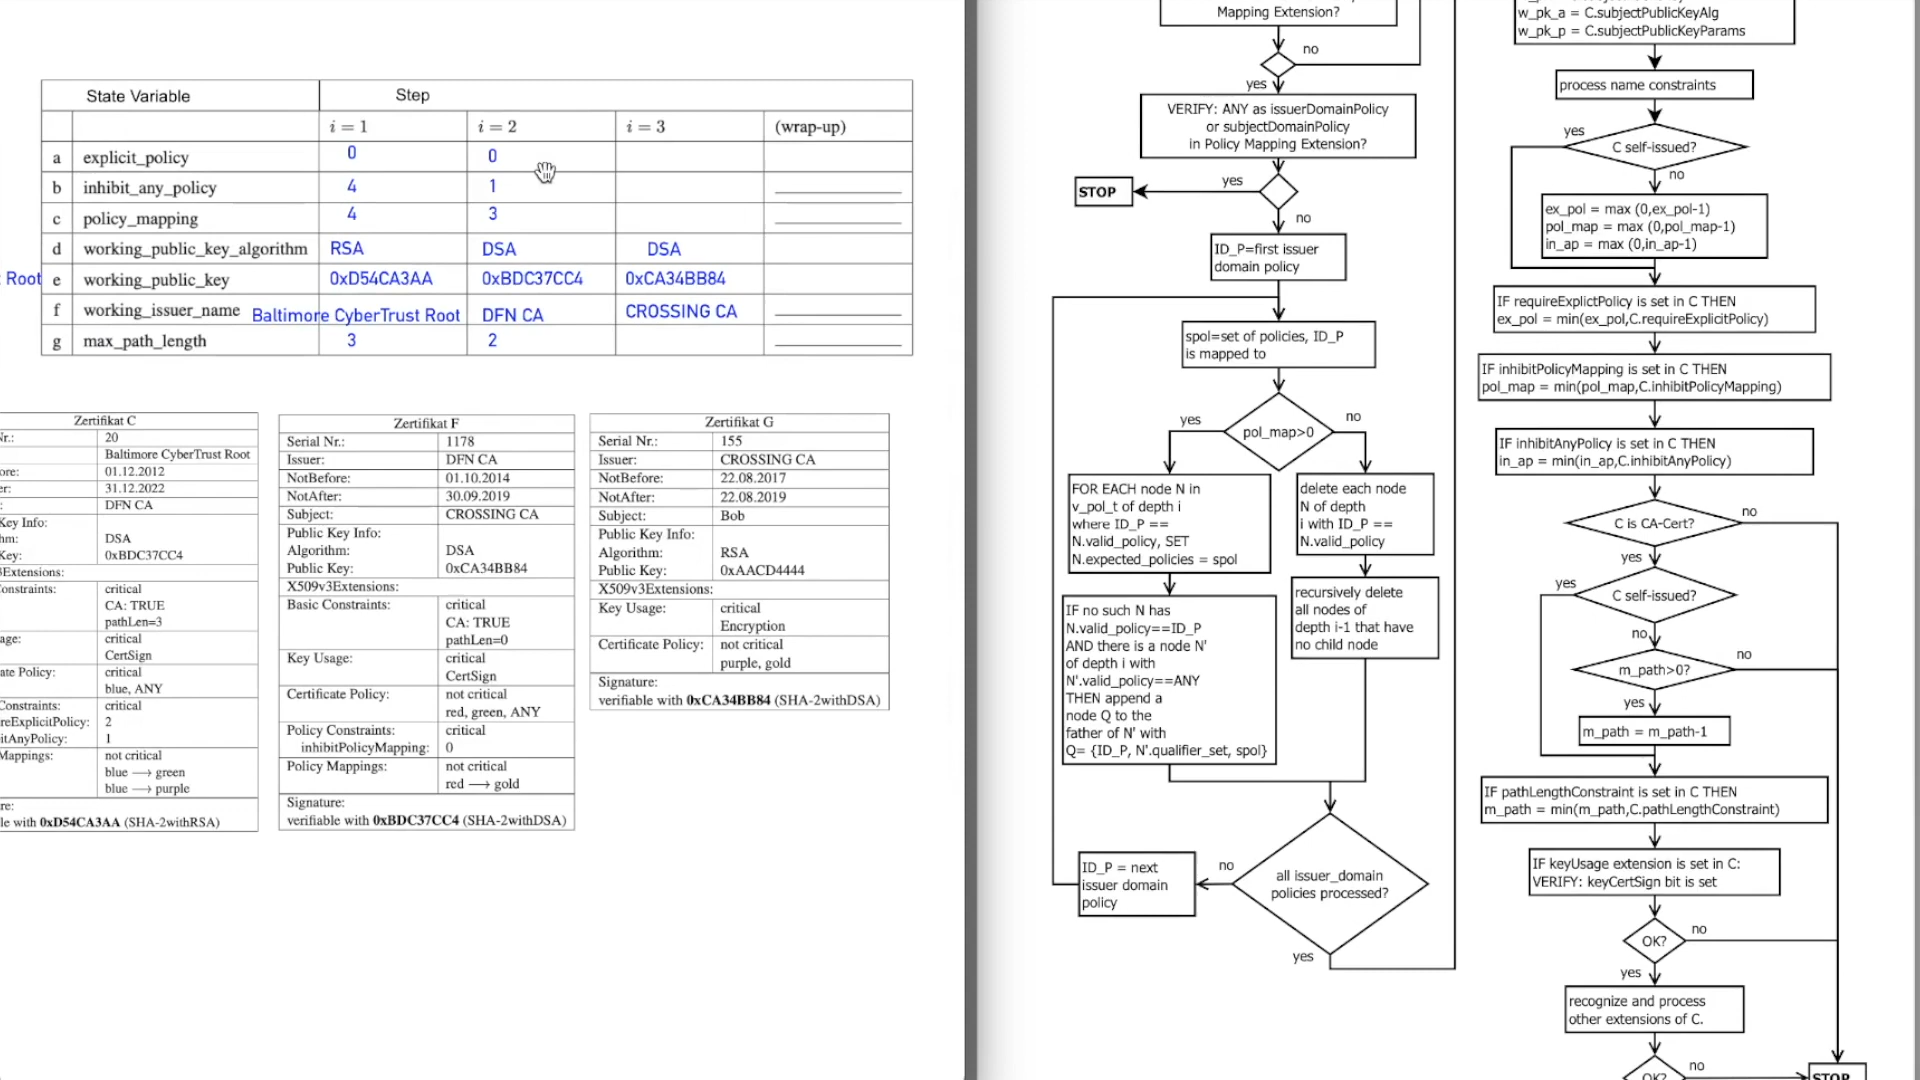 State Variable Step
i = 1 i = 2 i = 3 (wrap-up)
a explicit_policy 0 0
b inhibit_any_policy 4 1
c policy_mapping 4 3
d working_public_key_algorithm RSA DSA DSA
Root e working_public_key 0xD54CA3AA 0xBDC37CC4 0xCA34BB84
f working_issuer_name Baltimore CyberTrust Root DFN CA CROSSING CA
g max_path_length 3 2
Zertifikat C
Nr.: 20
Baltimore CyberTrust Root
ore: 01.12.2012
er: 31.12.2022
: DFN CA
Key Info:
hm: DSA
Key: 0xBDC37CC4
3Extensions:
onstraints: critical
CA: TRUE
pathLen=3
age: critical
CertSign
ate Policy: critical
blue, ANY
Constraints: critical
reExplicitPolicy: 2
itAnyPolicy: 1
Mappings: not critical
blue ⟶ green
blue ⟶ purple
re:
le with 0xD54CA3AA (SHA-2withRSA)
Zertifikat F
Serial Nr.: 1178
Issuer: DFN CA
NotBefore: 01.10.2014
NotAfter: 30.09.2019
Subject: CROSSING CA
Public Key Info:
Algorithm: DSA
Public Key: 0xCA34BB84
X509v3Extensions:
Basic Constraints: critical
CA: TRUE
pathLen=0
Key Usage: critical
CertSign
Certificate Policy: not critical
red, green, ANY
Policy Constraints: critical
inhibitPolicyMapping: 0
Policy Mappings: not critical
red ⟶ gold
Signature:
verifiable with 0xBDC37CC4 (SHA-2withDSA)
Zertifikat G
Serial Nr.: 155
Issuer: CROSSING CA
NotBefore: 22.08.2017
NotAfter: 22.08.2019
Subject: Bob
Public Key Info:
Algorithm: RSA
Public Key: 0xAACD4444
X509v3Extensions:
Key Usage: critical
Encryption
Certificate Policy: not critical
purple, gold
Signature:
verifiable with 0xCA34BB84 (SHA-2withDSA)
Mapping Extension?
no
yes
VERIFY: ANY as issuerDomainPolicy
or subjectDomainPolicy
in Policy Mapping Extension?
STOP
yes
no
ID_P=first issuer
domain policy
spol=set of policies, ID_P
is mapped to
yes
pol_map>0
no
FOR EACH node N in
v_pol_t of depth i
where ID_P ==
N.valid_policy, SET
N.expected_policies = spol
delete each node
N of depth
i with ID_P ==
N.valid_policy
IF no such N has
N.valid_policy==ID_P
AND there is a node N'
of depth i with
N'.valid_policy==ANY
THEN append a
node Q to the
father of N' with
Q= {ID_P, N'.qualifier_set, spol}
recursively delete
all nodes of
depth i-1 that have
no child node
ID_P = next
issuer domain
policy
no
all issuer_domain
policies processed?
yes
w_pk_a = C.subjectPublicKeyAlg
w_pk_p = C.subjectPublicKeyParams
process name constraints
yes
C self-issued?
no
ex_pol = max (0,ex_pol-1)
pol_map = max (0,pol_map-1)
in_ap = max (0,in_ap-1)
IF requireExplictPolicy is set in C THEN
ex_pol = min(ex_pol,C.requireExplicitPolicy)
IF inhibitPolicyMapping is set in C THEN
pol_map = min(pol_map,C.inhibitPolicyMapping)
IF inhibitAnyPolicy is set in C THEN
in_ap = min(in_ap,C.inhibitAnyPolicy)
C is CA-Cert?
no
yes
yes
C self-issued?
no
m_path>0?
no
yes
m_path = m_path-1
IF pathLengthConstraint is set in C THEN
m_path = min(m_path,C.pathLengthConstraint)
IF keyUsage extension is set in C:
VERIFY: keyCertSign bit is set
OK?
no
yes
recognize and process
other extensions of C.
OK?
no
STOP